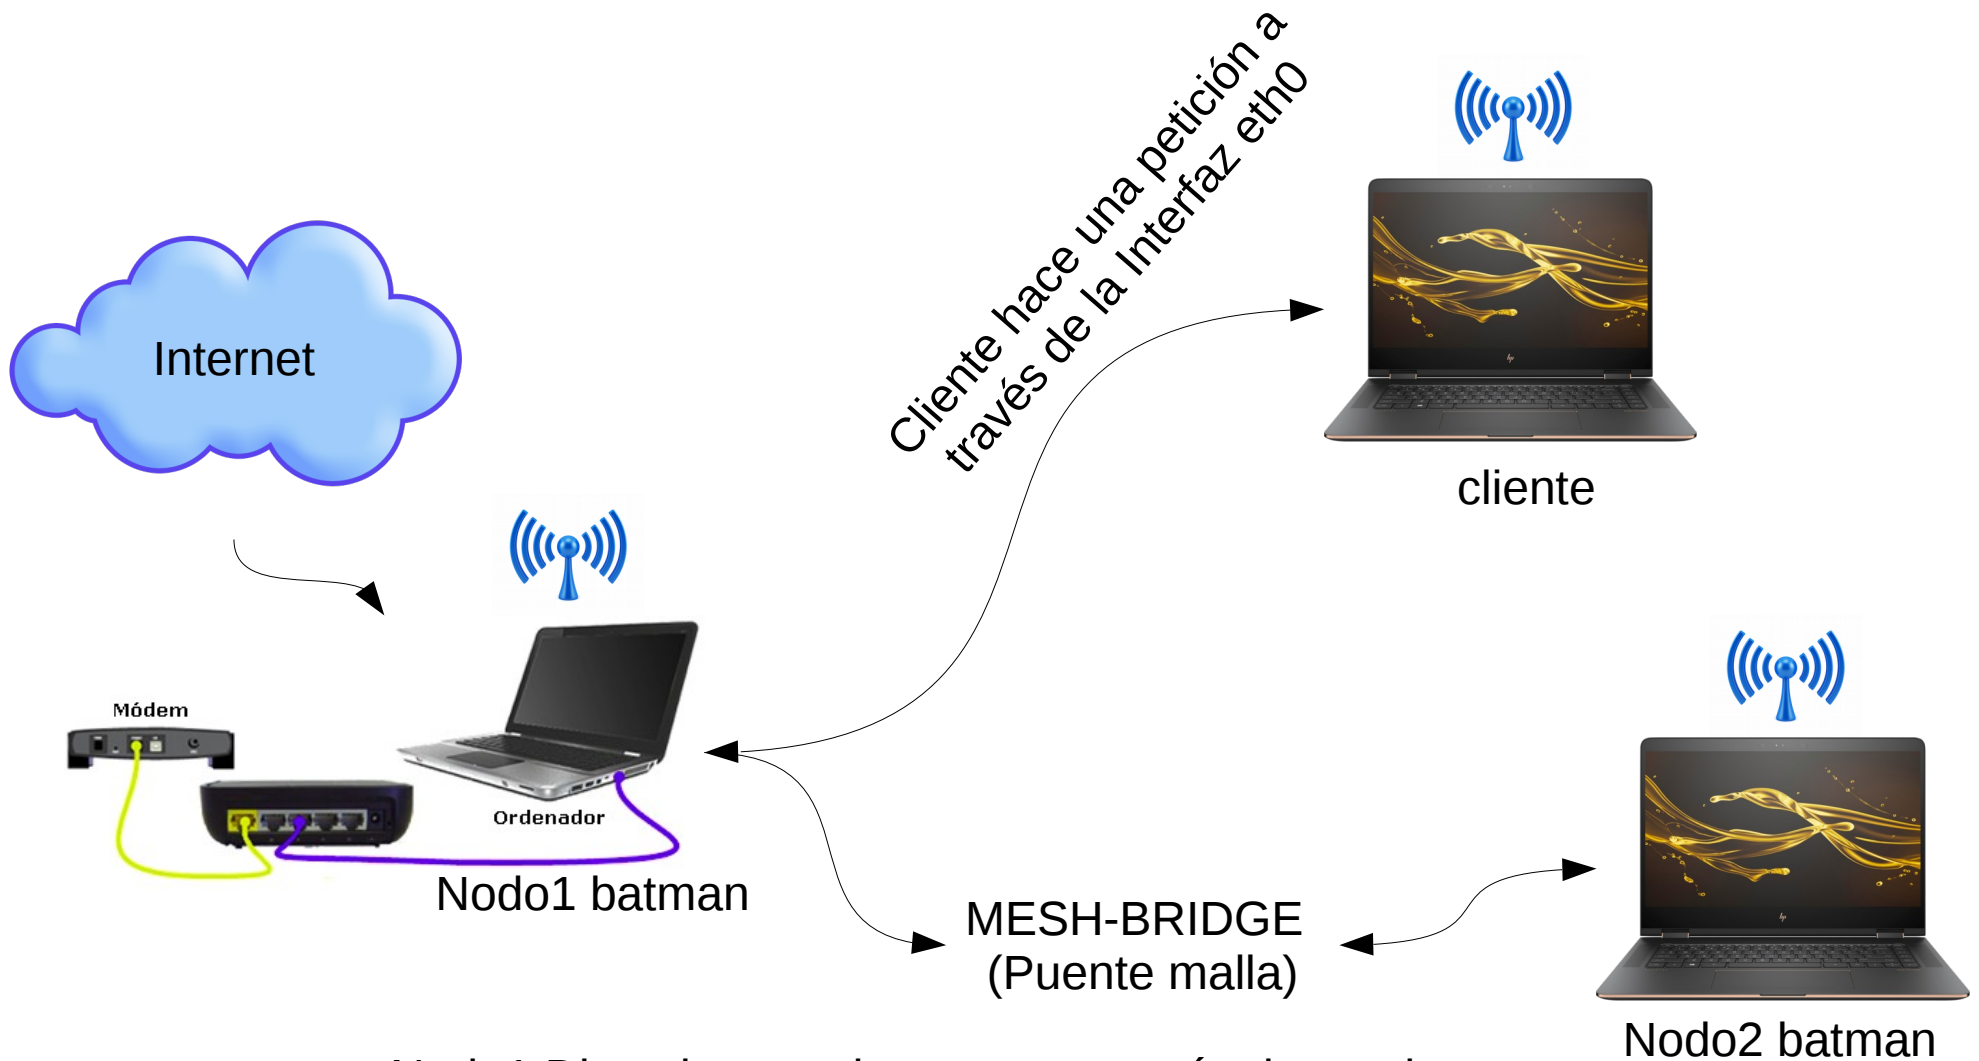 Cliente hace una petición a
través de la Interfaz eth0
Internet
cliente
Módem
Ordenador
Nodo1 batman
MESH-BRIDGE
(Puente malla)
Nodo2 batman